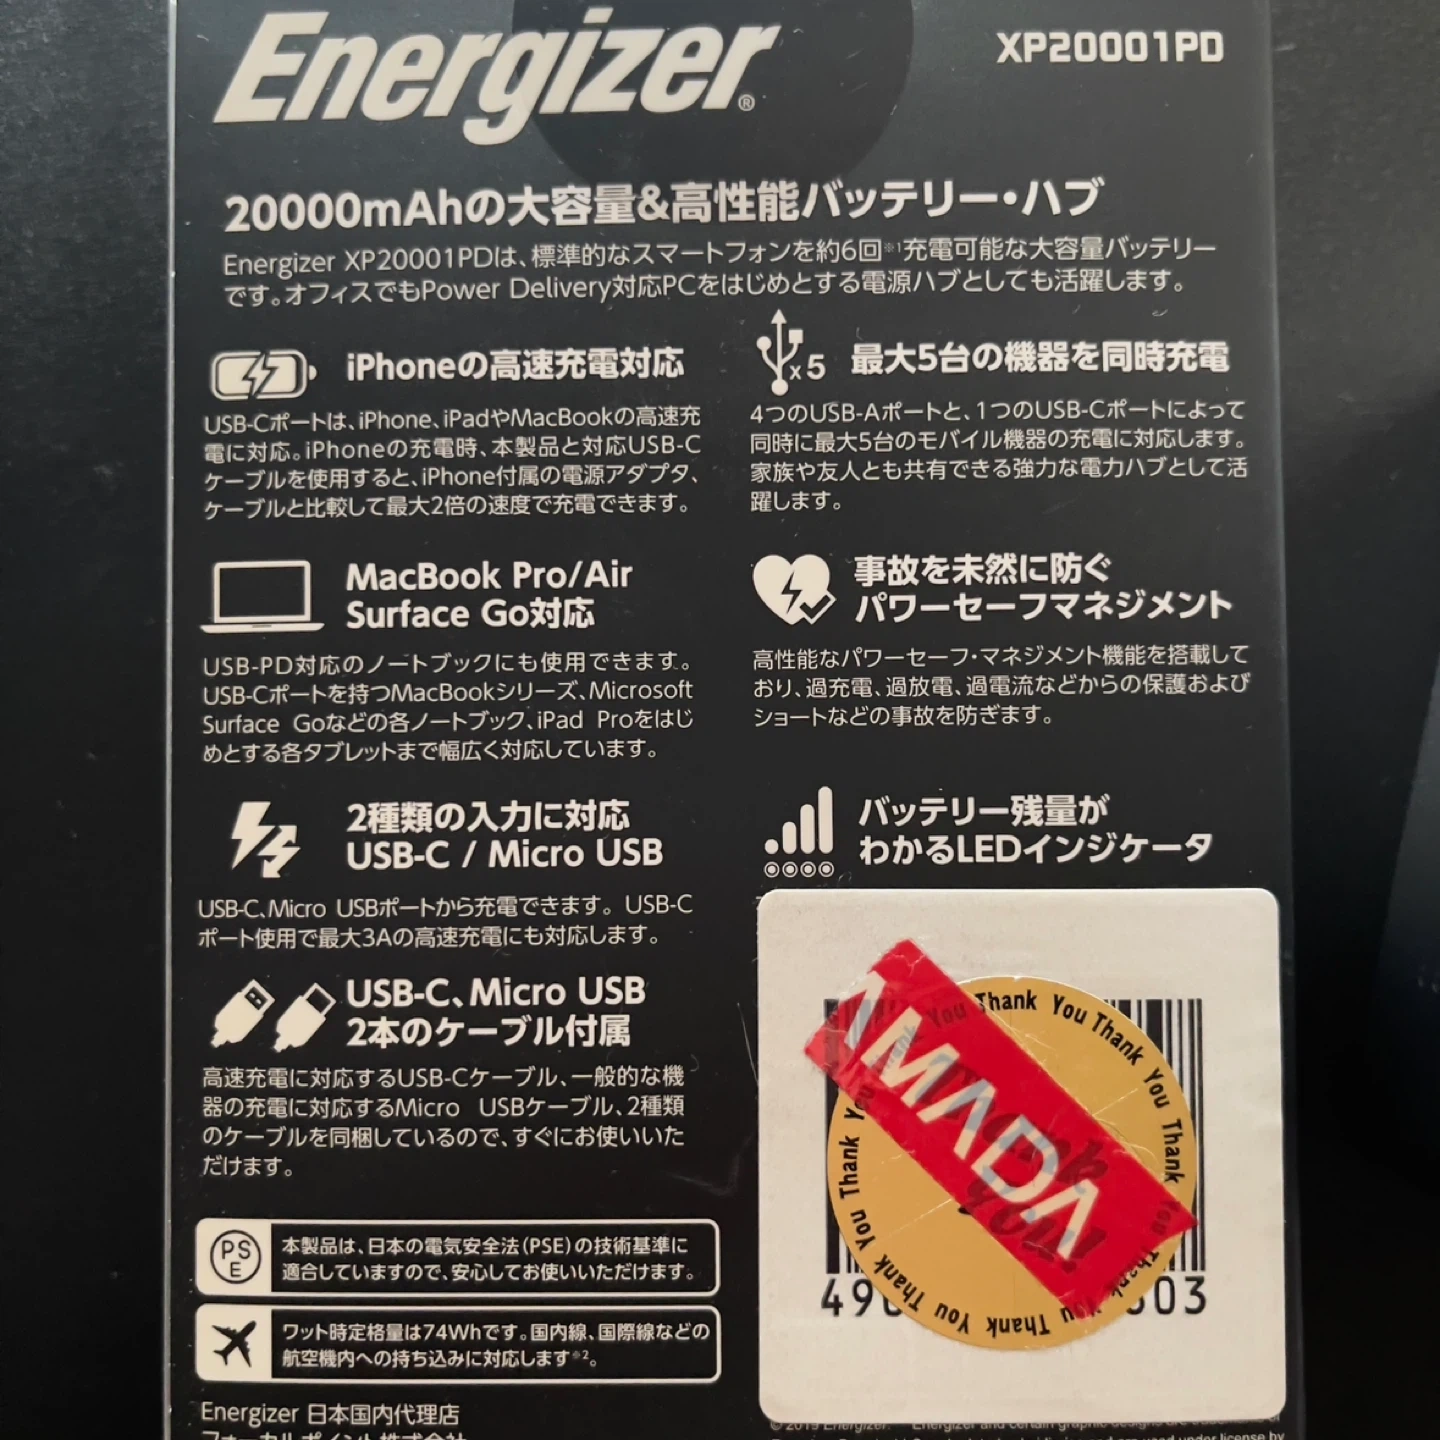 Energizer®
XP20001PD
20000mAhの大容量&高性能バッテリー・ハブ
Energizer XP20001PDは、標準的なスマートフォンを約6回※1充電可能な大容量バッテリー
です。オフィスでもPower Delivery対応PCをはじめとする電源ハブとしても活躍します。
iPhoneの高速充電対応
USB-Cポートは、iPhone、iPadやMacBookの高速充
電に対応。iPhoneの充電時、本製品と対応USB-C
ケーブルを使用すると、iPhone付属の電源アダプタ、
ケーブルと比較して最大2倍の速度で充電できます。
x5 最大5台の機器を同時充電
4つのUSB-Aポートと、1つのUSB-Cポートによって
同時に最大5台のモバイル機器の充電に対応します。
家族や友人とも共有できる強力な電力ハブとして活
躍します。
MacBook Pro/Air
Surface Go対応
USB-PD対応のノートブックにも使用できます。
USB-Cポートを持つMacBookシリーズ、Microsoft
Surface Goなどの各ノートブック、iPad Proをはじ
めとする各タブレットまで幅広く対応しています。
事故を未然に防ぐ
パワーセーフマネジメント
高性能なパワーセーフ・マネジメント機能を搭載して
おり、過充電、過放電、過電流などからの保護および
ショートなどの事故を防ぎます。
2種類の入力に対応
USB-C / Micro USB
USB-C、Micro USBポートから充電できます。USB-C
ポート使用で最大3Aの高速充電にも対応します。
バッテリー残量が
わかるLEDインジケータ
USB-C、Micro USB
2本のケーブル付属
高速充電に対応するUSB-Cケーブル、一般的な機
器の充電に対応するMicro USBケーブル、2種類
のケーブルを同梱しているので、すぐにお使いいた
だけます。
PS
E
本製品は、日本の電気安全法(PSE)の技術基準に
適合していますので、安心してお使いいただけます。
ワット時定格量は74Whです。国内線、国際線などの
航空機内への持ち込みに対応します※2。
Energizer 日本国内代理店
フォーカルポイント株式会社
You Thank You Thank You Thank You Thank You Thank You Thank You
Thank
you!!
YAMADA
49
03
© 2019 Energizer. Energizer and certain graphic designs are